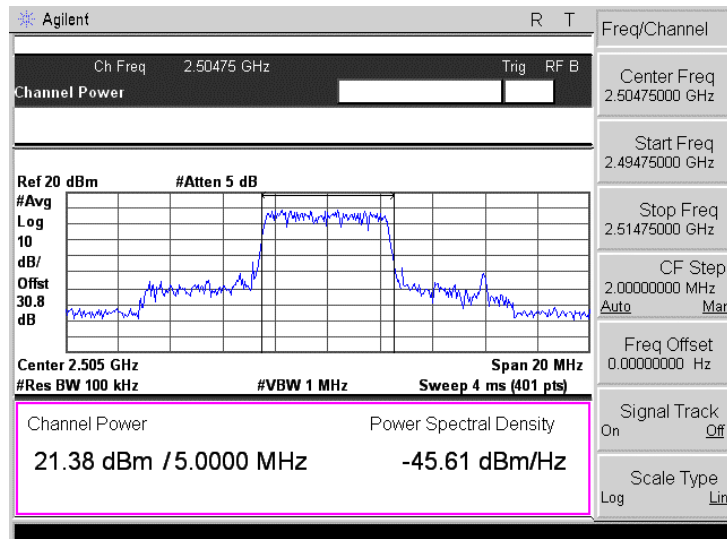 Agilent R T
Ch Freq 2.50475 GHz Trig RF B
Channel Power
Ref 20 dBm #Atten 5 dB
#Avg
Log
10
dB/
Offst
30.8
dB
Center 2.505 GHz Span 20 MHz
#Res BW 100 kHz #VBW 1 MHz Sweep 4 ms (401 pts)
Channel Power Power Spectral Density
21.38 dBm / 5.0000 MHz -45.61 dBm/Hz
Freq/Channel
Center Freq
2.50475000 GHz
Start Freq
2.49475000 GHz
Stop Freq
2.51475000 GHz
CF Step
2.00000000 MHz
Auto Man
Freq Offset
0.00000000 Hz
Signal Track
On Off
Scale Type
Log Lin